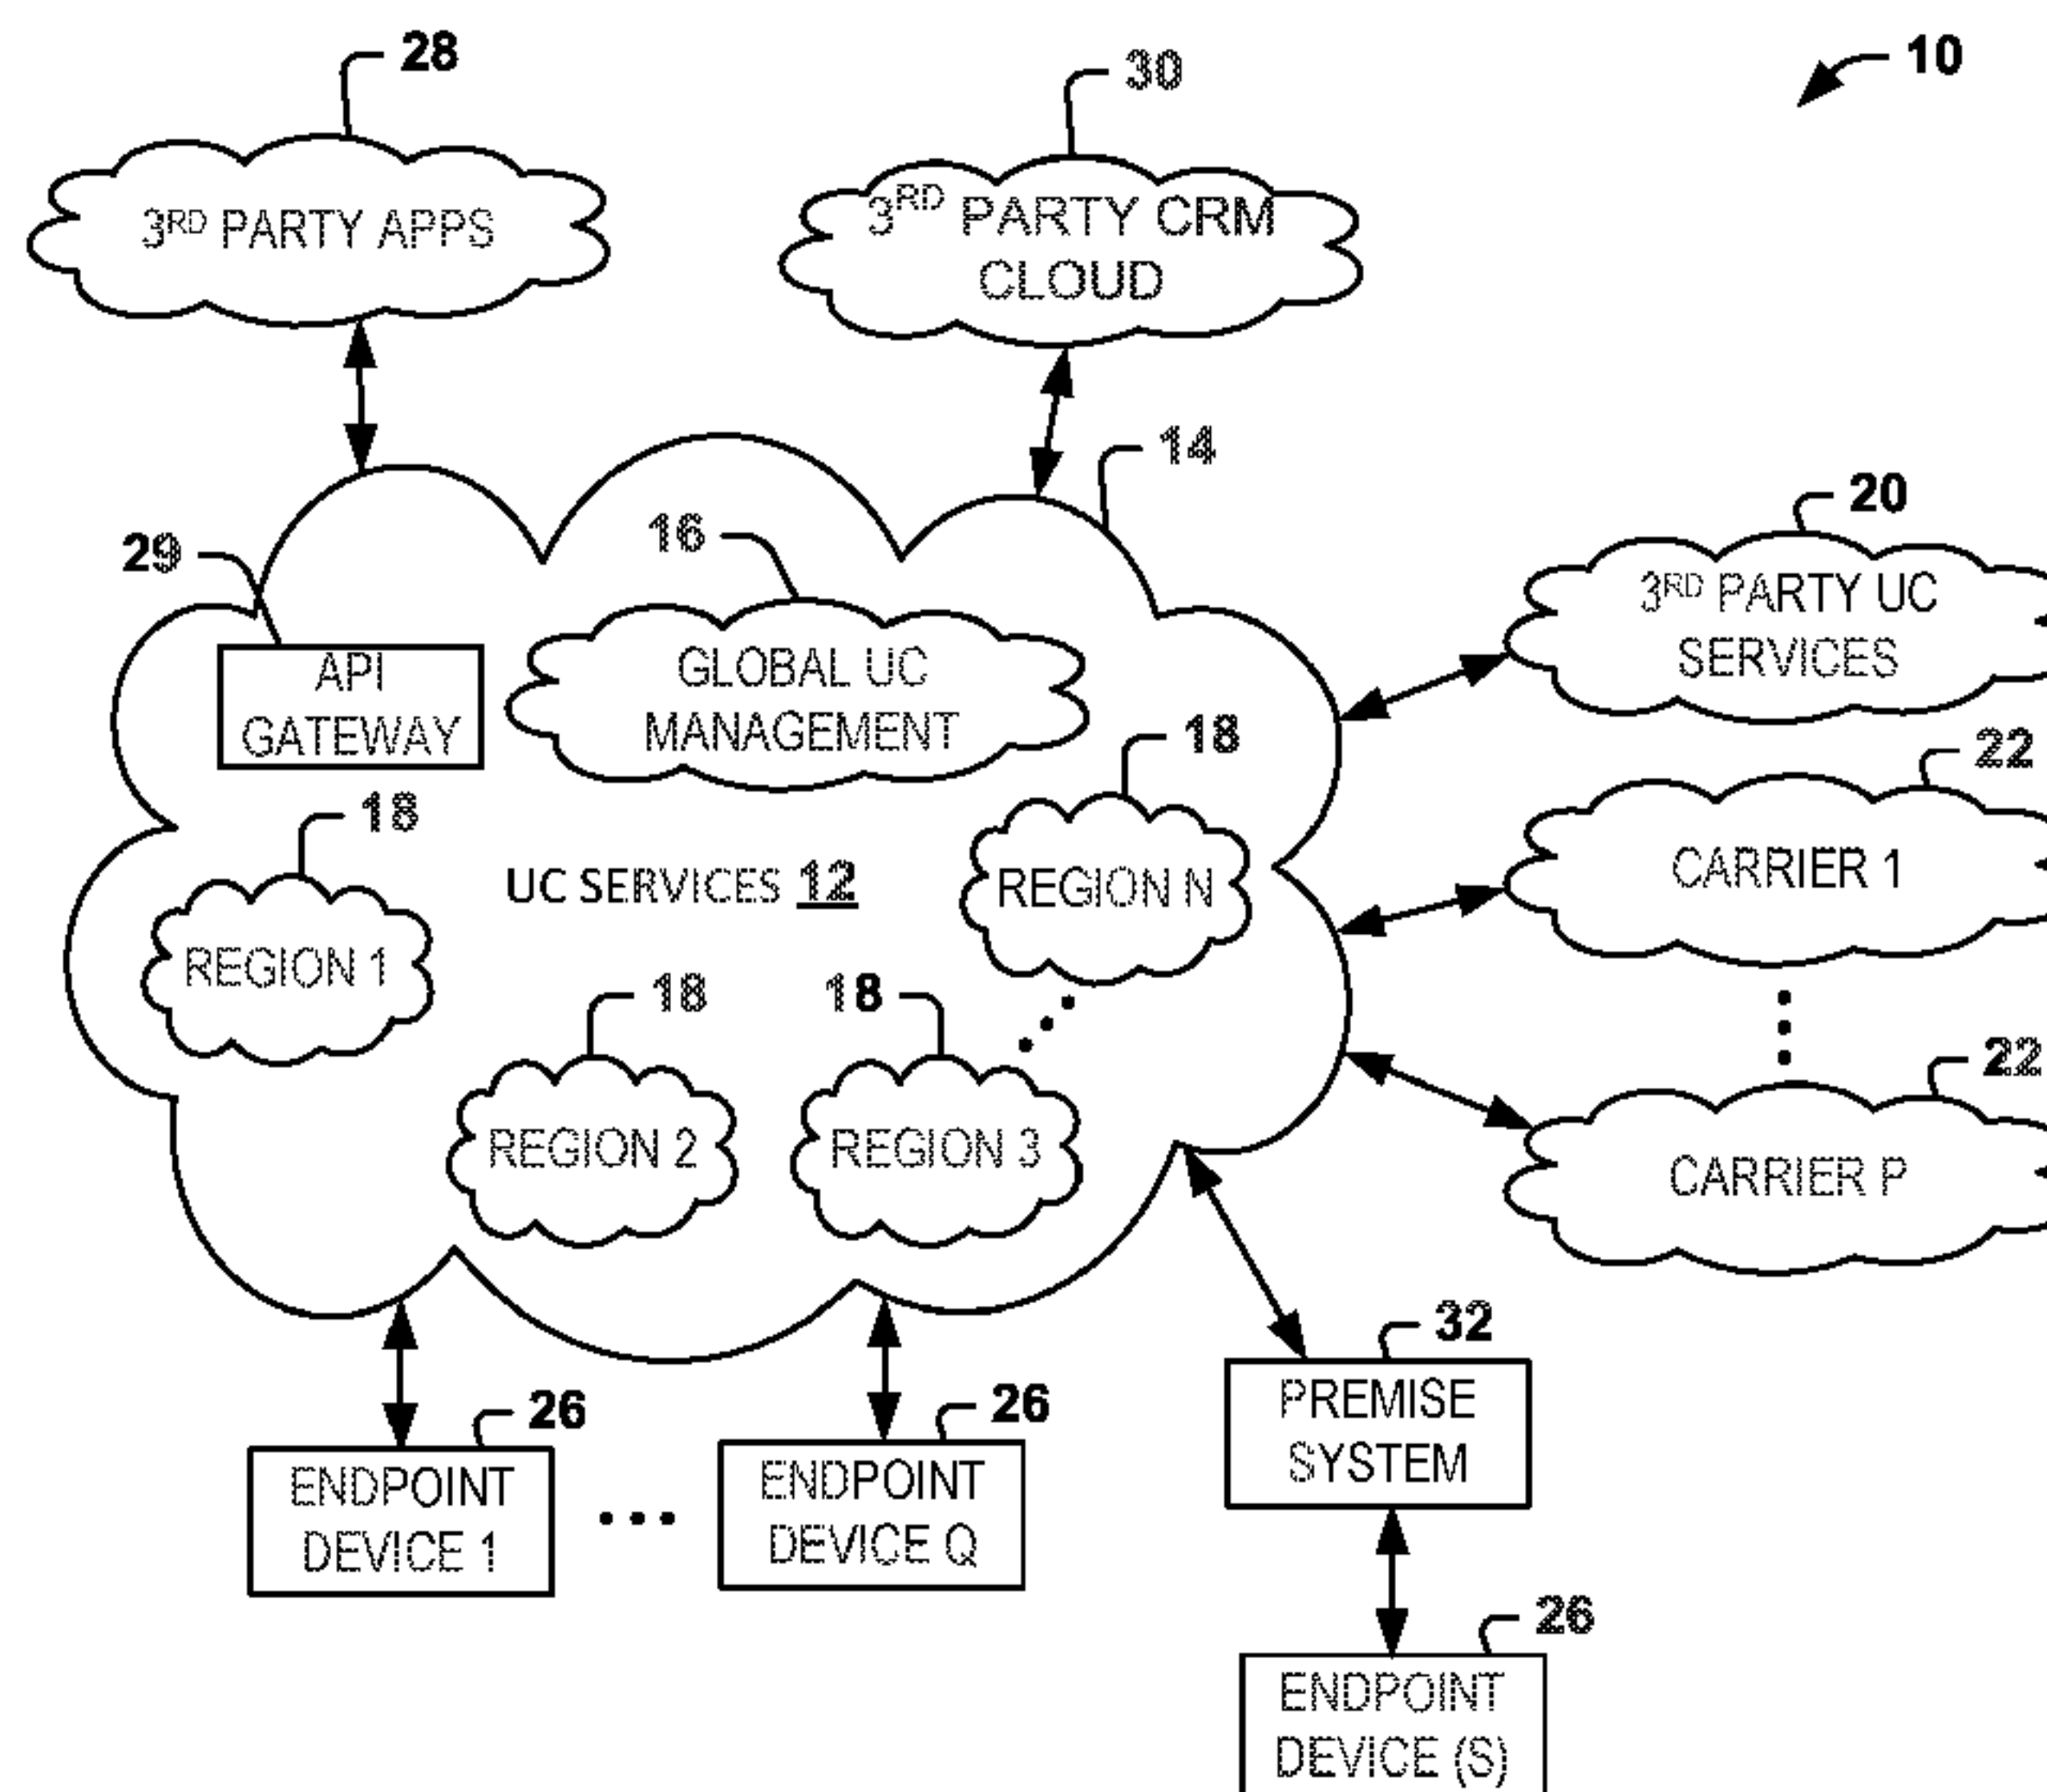 28
30
10
3RD PARTY APPS
3RD PARTY CRM
CLOUD
14
20
16
29
3RD PARTY UC
SERVICES
API
GATEWAY
GLOBAL UC
MANAGEMENT
18
22
18
CARRIER 1
UC SERVICES 12
REGION N
REGION 1
18
18
22
REGION 2
REGION 3
CARRIER P
32
26
26
PREMISE
SYSTEM
ENDPOINT
DEVICE 1
ENDPOINT
DEVICE Q
26
ENDPOINT
DEVICE (S)